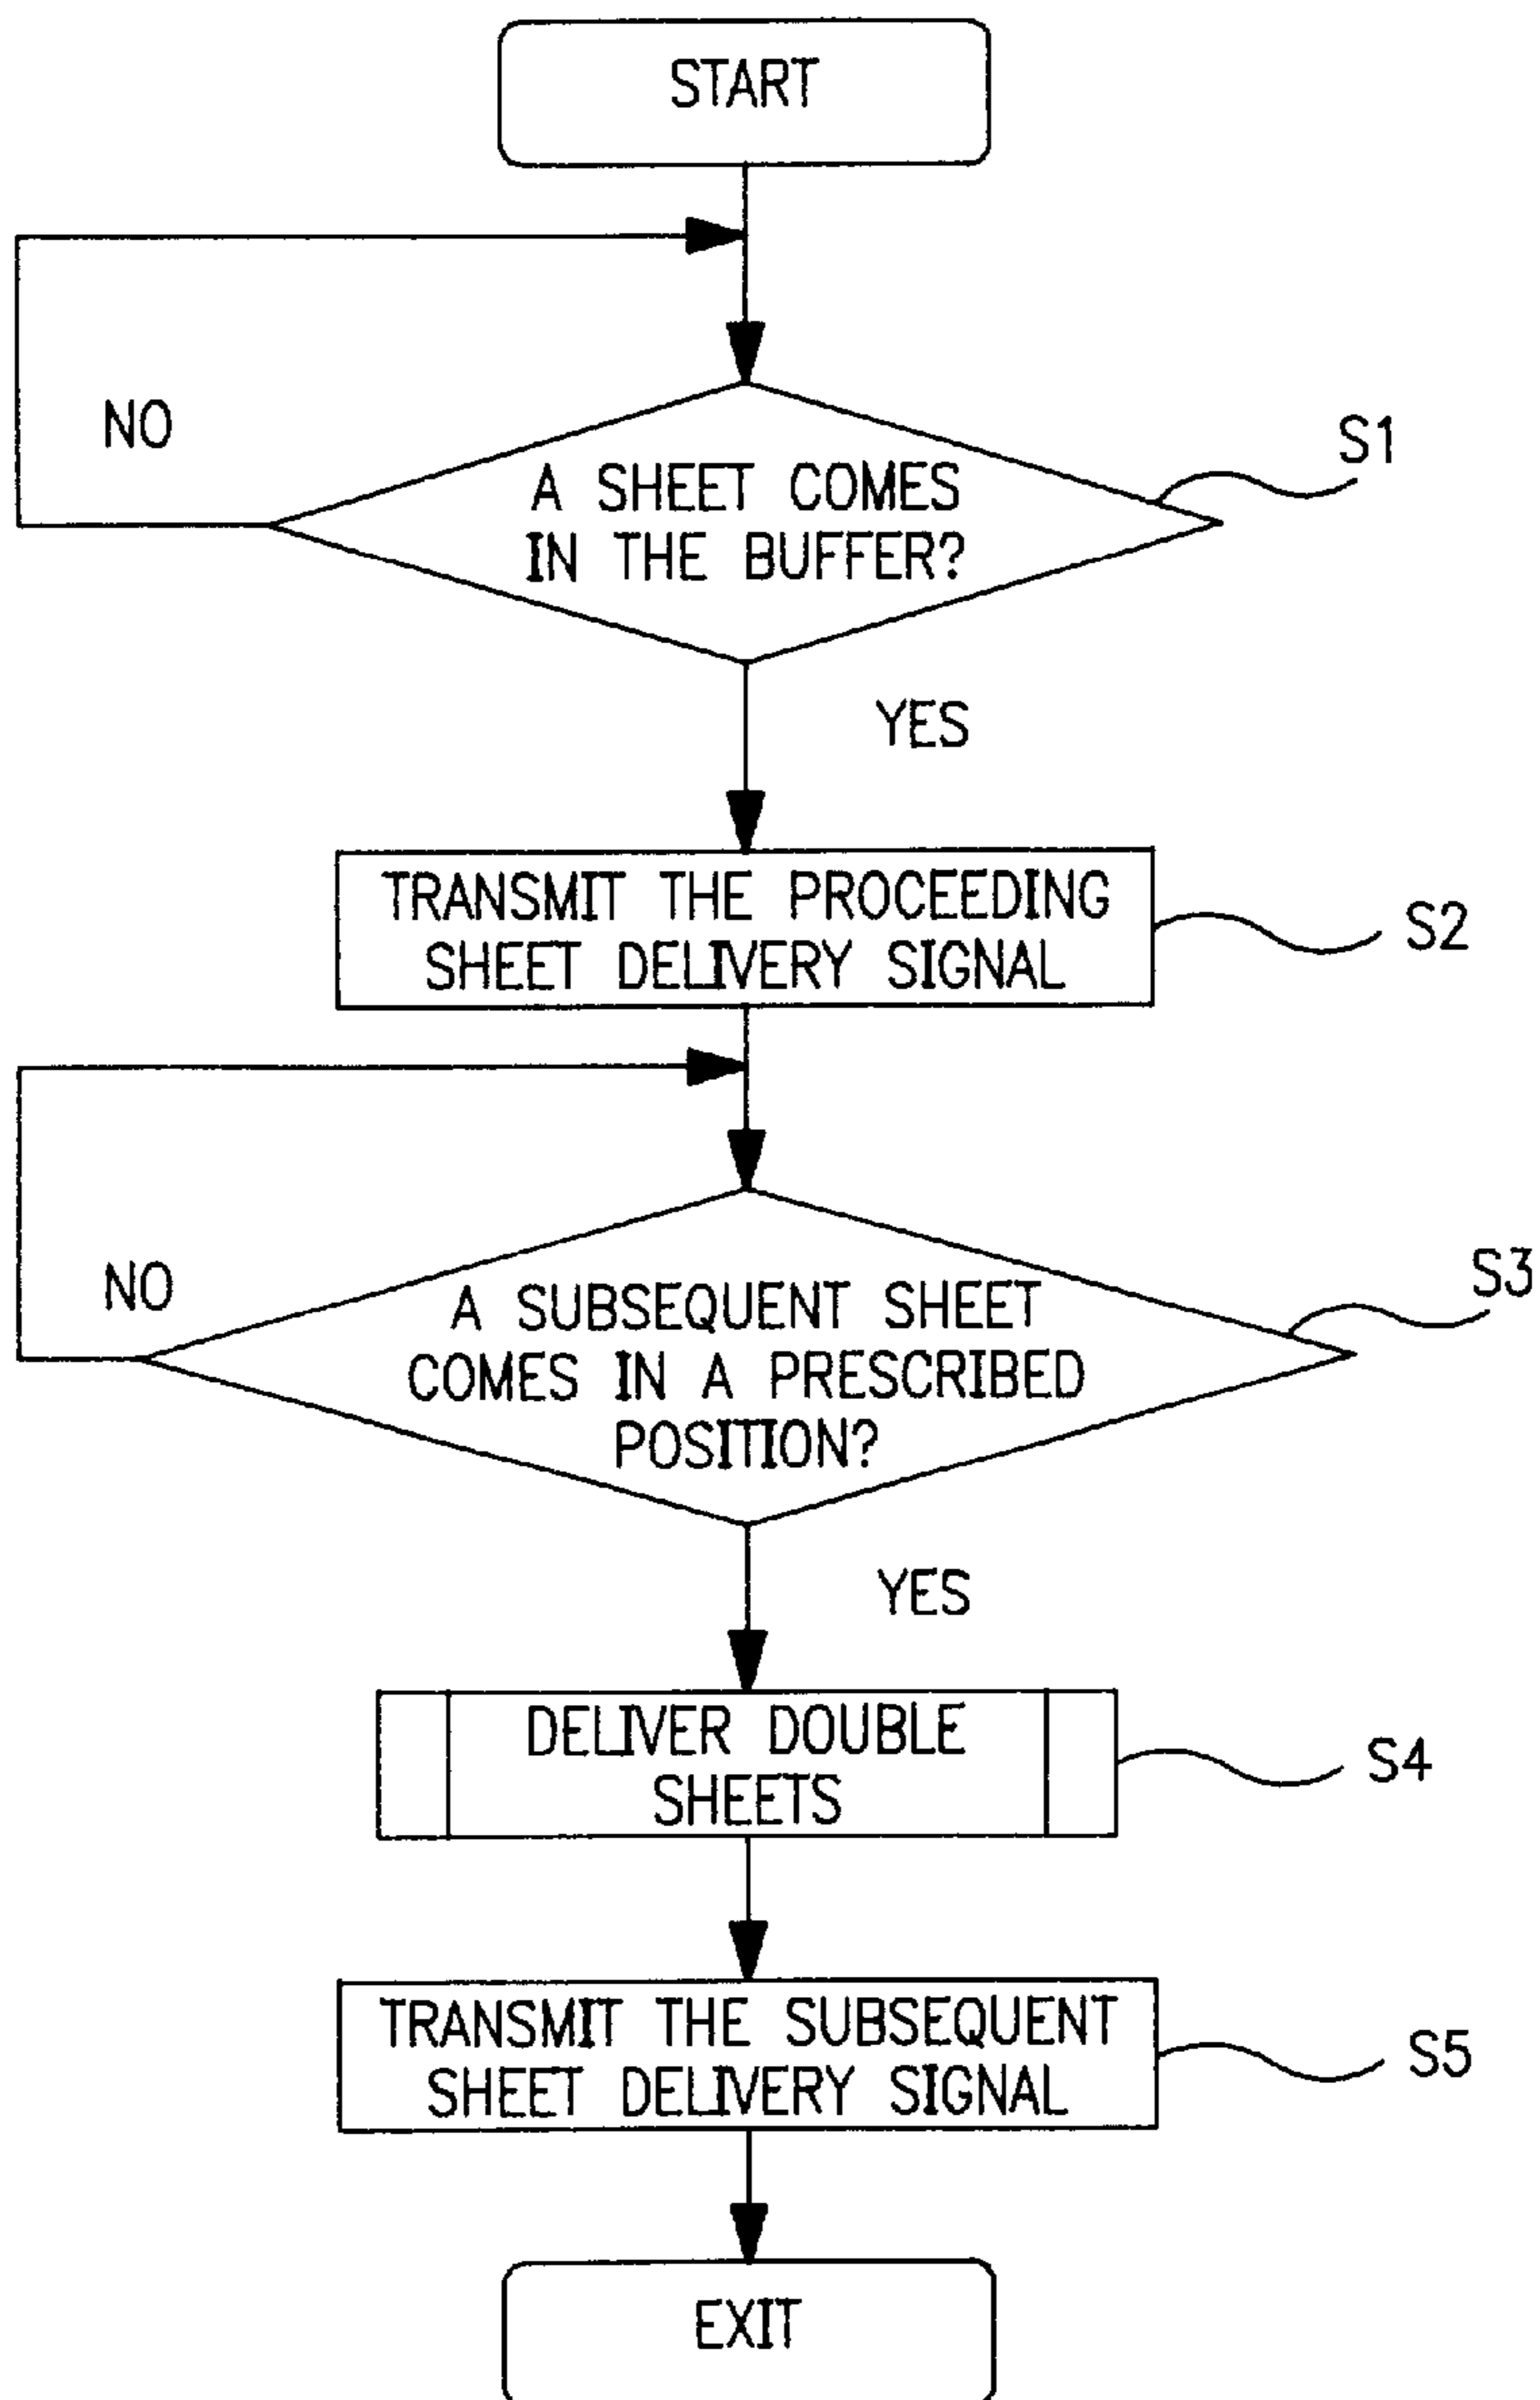 START
NO
A SHEET COMES
IN THE BUFFER?
S1
YES
TRANSMIT THE PROCEEDING
SHEET DELIVERY SIGNAL
S2
NO
A SUBSEQUENT SHEET
COMES IN A PRESCRIBED
POSITION?
S3
YES
DELIVER DOUBLE
SHEETS
S4
TRANSMIT THE SUBSEQUENT
SHEET DELIVERY SIGNAL
S5
EXIT